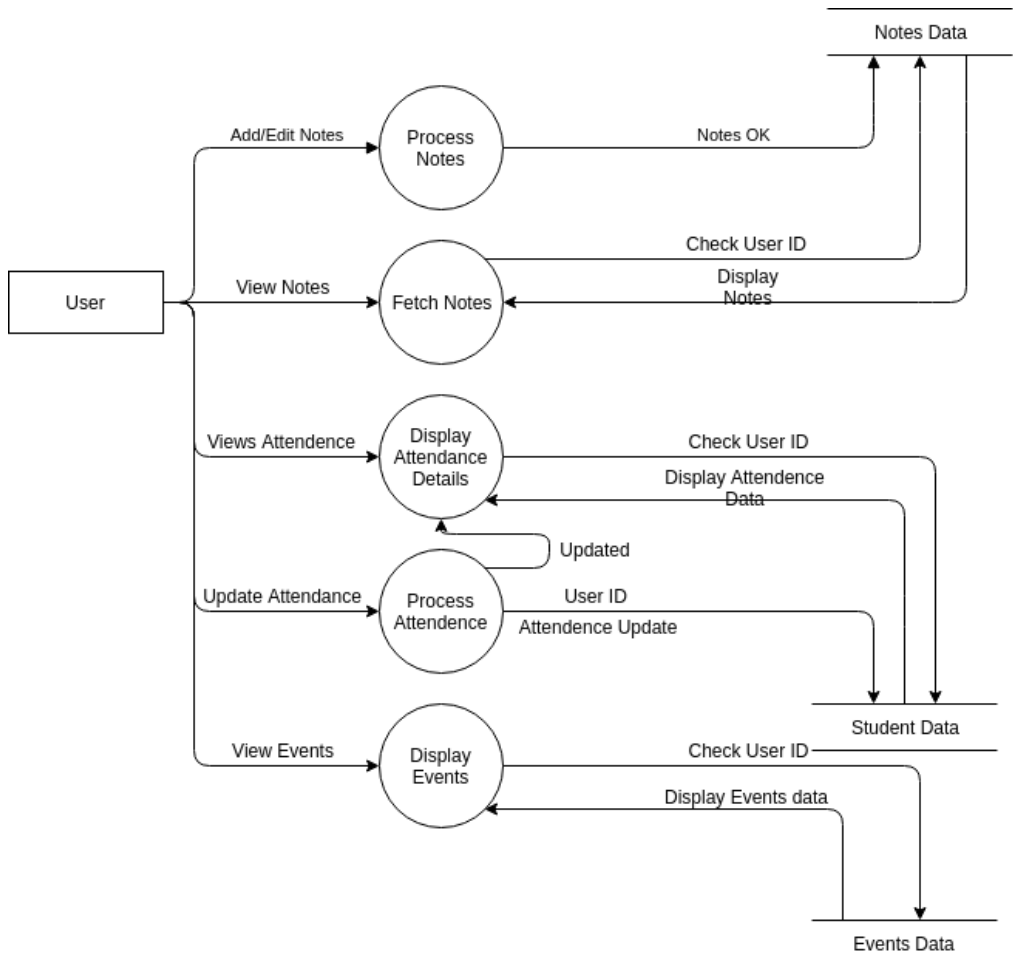 Notes Data
Add/Edit Notes
Process
Notes
Notes OK
Check User ID
Display
Notes
View Notes
User
Fetch Notes
Display
Attendance
Details
Views Attendence
Check User ID
Display Attendence
Data
Updated
Update Attendance
Process
Attendence
User ID
Attendence Update
Student Data
View Events
Display
Events
Check User ID
Display Events data
Events Data